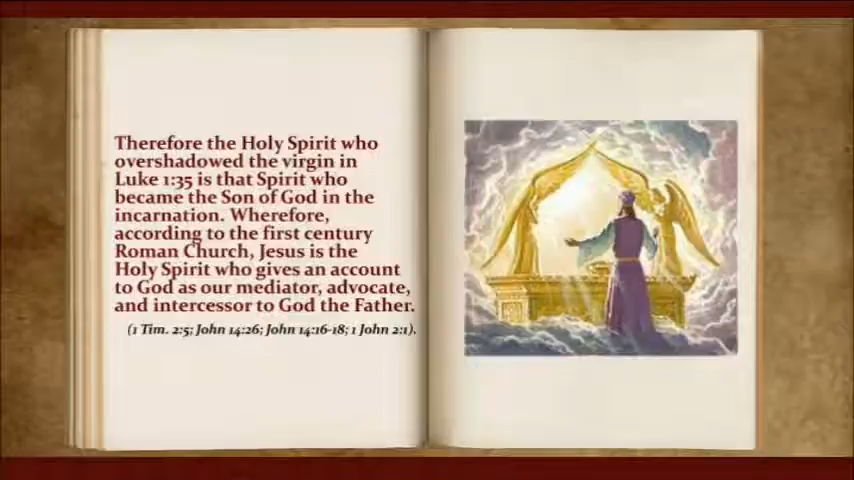 Therefore the Holy Spirit who
overshadowed the virgin in
Luke 1:35 is that Spirit who
became the Son of God in the
incarnation. Wherefore,
according to the first century
Roman Church, Jesus is the
Holy Spirit who gives an account
to God as our mediator, advocate,
and intercessor to God the Father.
(1 Tim. 2:5; John 14:26; John 14:16-18; 1 John 2:1).